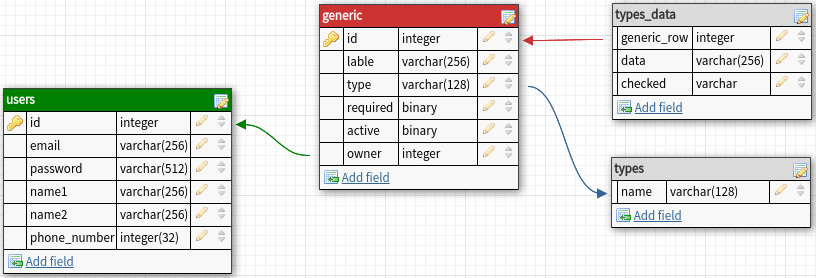 generic
id integer
lable varchar(256)
type varchar(128)
required binary
active binary
owner integer
Add field
types_data
generic_row integer
data varchar(256)
checked varchar
Add field
users
id integer
email varchar(256)
password varchar(512)
name1 varchar(256)
name2 varchar(256)
phone_number integer(32)
Add field
types
name varchar(128)
Add field